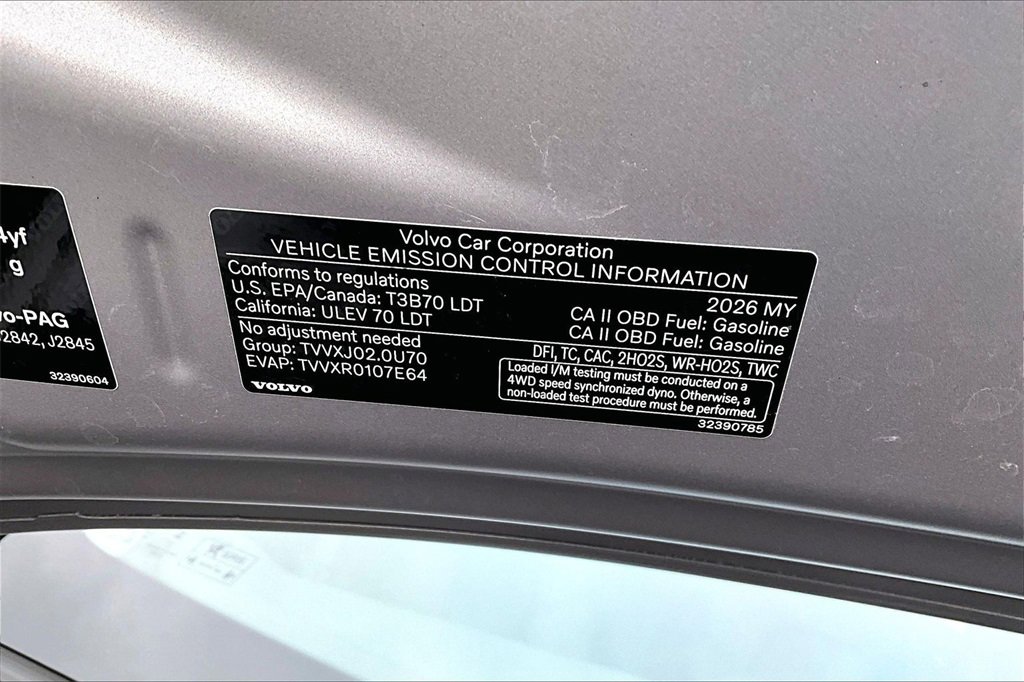 4yf
g
o-PAG
2842, J2845
32390604
Volvo Car Corporation
VEHICLE EMISSION CONTROL INFORMATION
Conforms to regulations 2026 MY
U.S. EPA/Canada: T3B70 LDT CA II OBD Fuel: Gasoline
California: ULEV 70 LDT CA II OBD Fuel: Gasoline
No adjustment needed DFI, TC, CAC, 2HO2S, WR-HO2S, TWC
Group: TVVXJ02.0U70
EVAP: TVVXR0107E64
Loaded I/M testing must be conducted on a
4WD speed synchronized dyno. Otherwise, a
non-loaded test procedure must be performed.
VOLVO
32390785